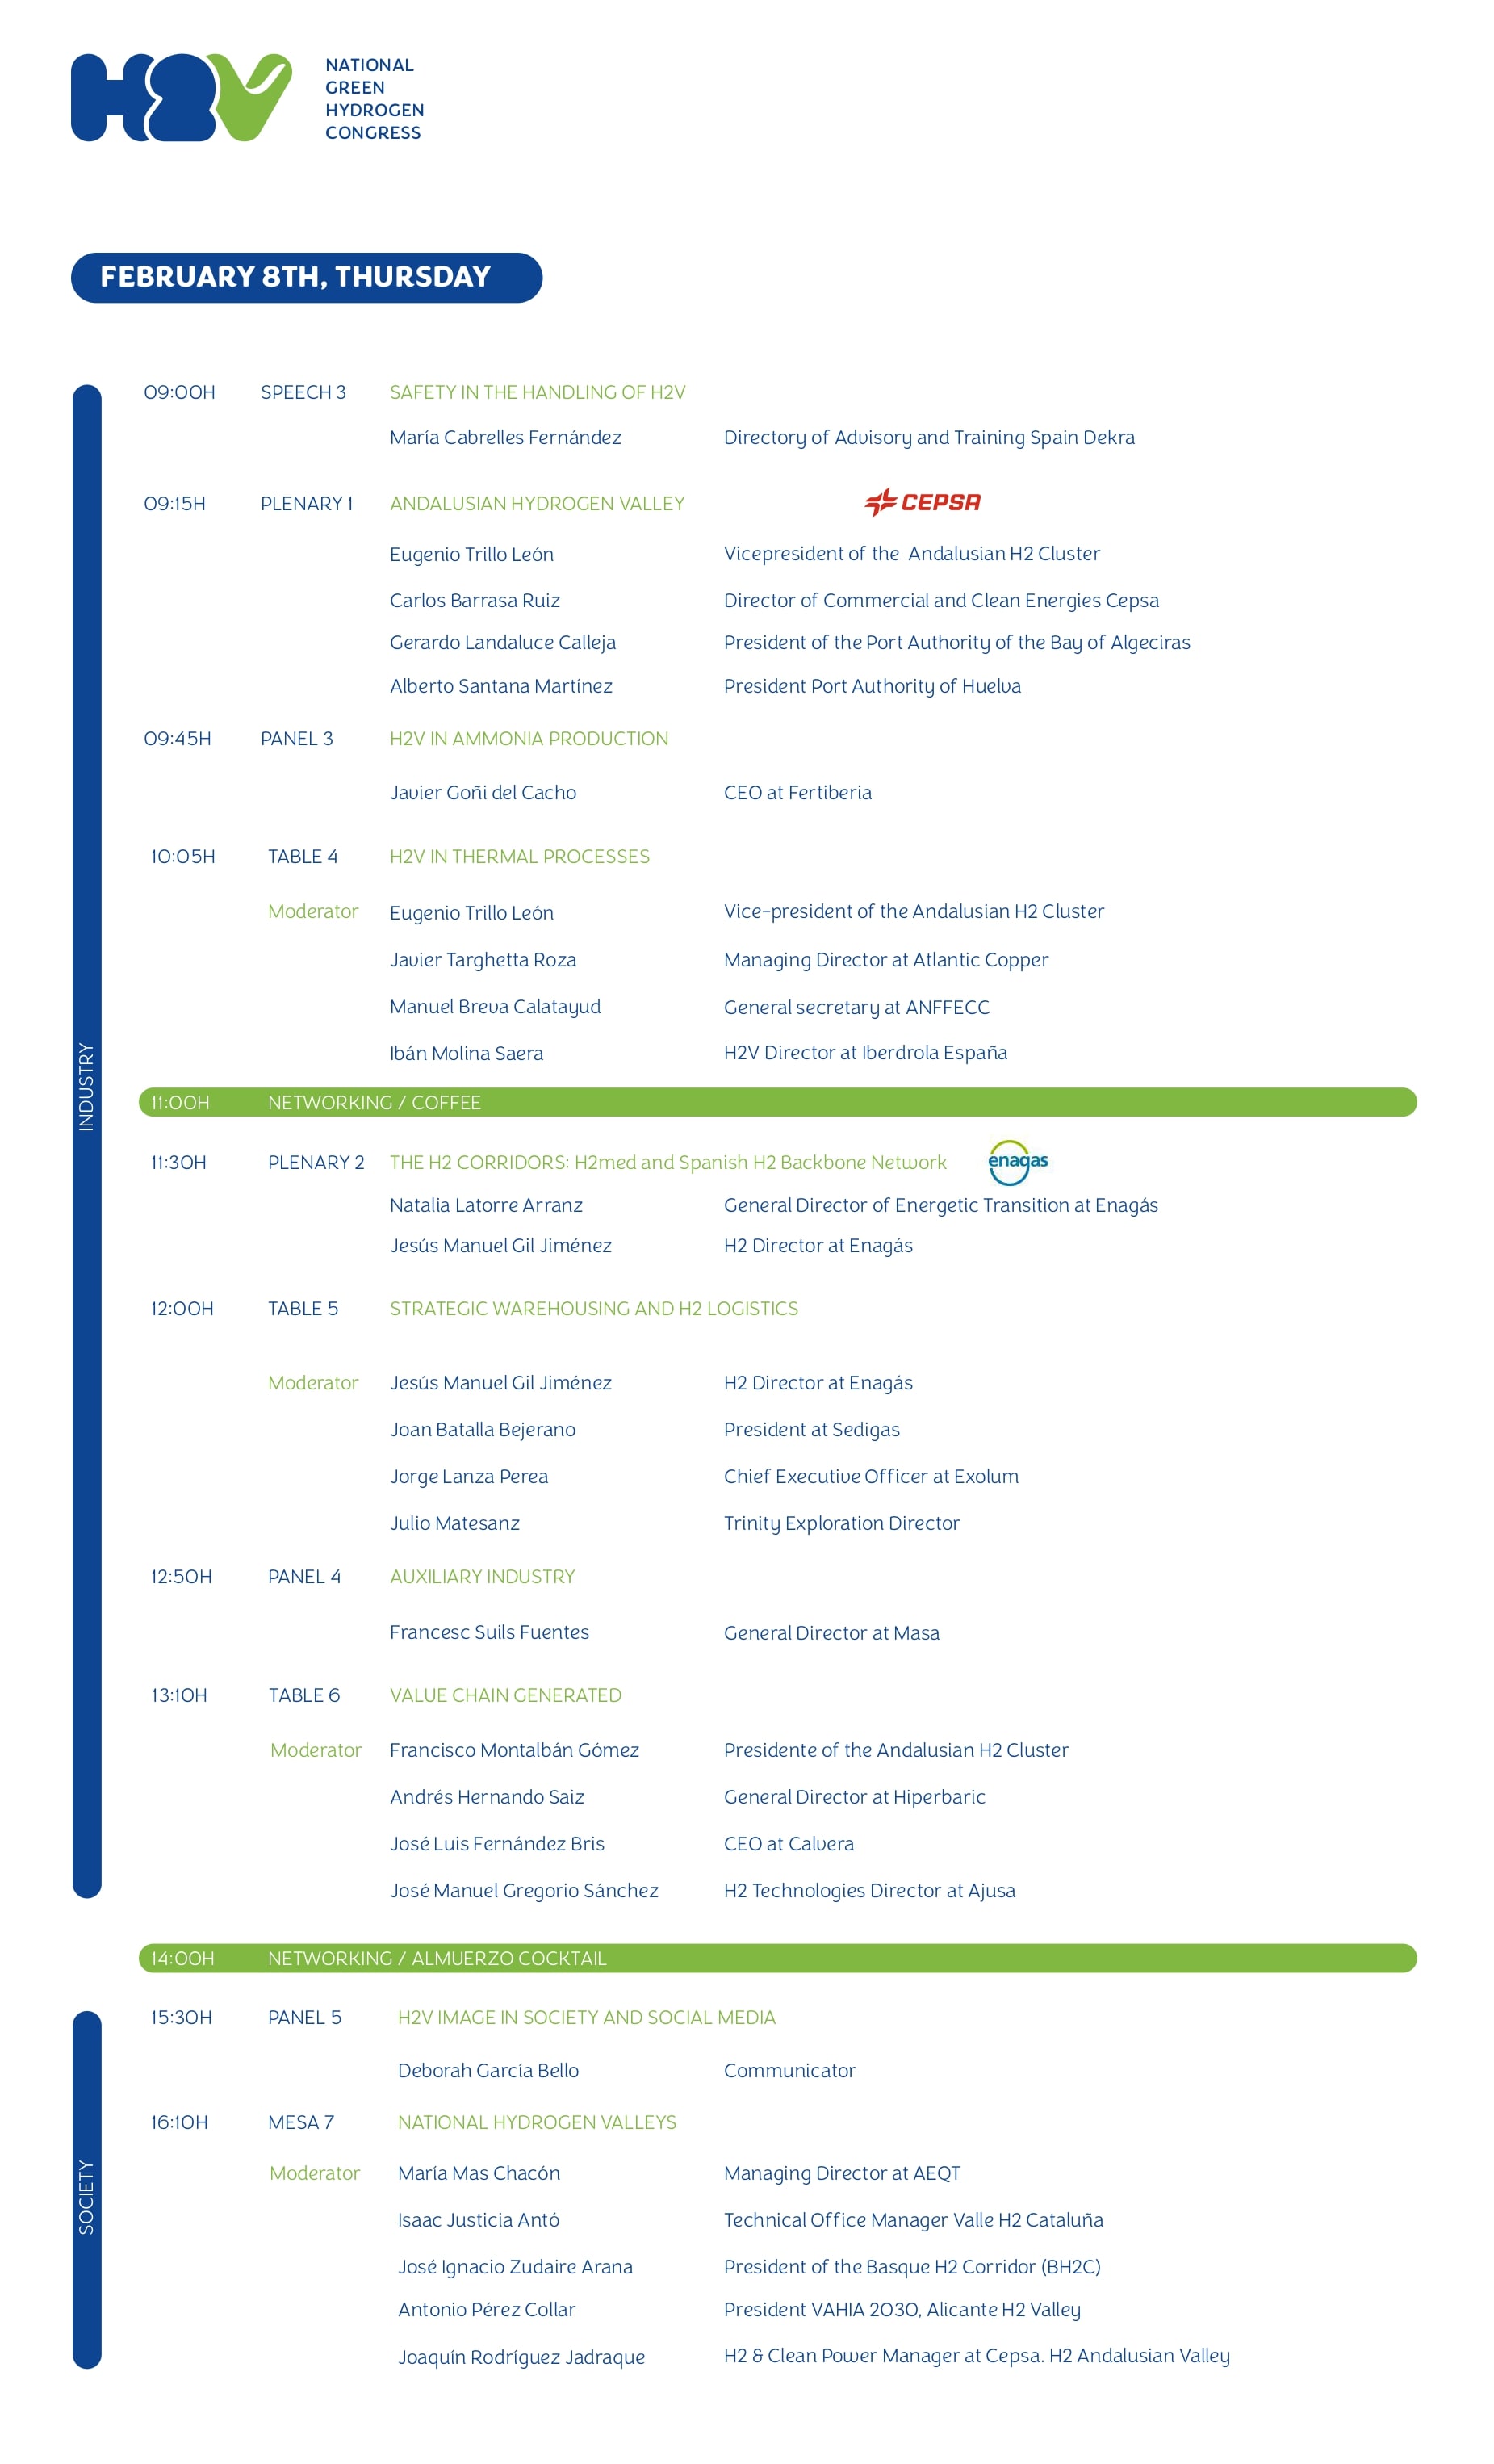 H2V
NATIONAL
GREEN
HYDROGEN
CONGRESS
FEBRUARY 8TH, THURSDAY
INDUSTRY
09:00H SPEECH 3 SAFETY IN THE HANDLING OF H2V
María Cabrelles Fernández Directory of Advisory and Training Spain Dekra
09:15H PLENARY 1 ANDALUSIAN HYDROGEN VALLEY CEPSA
Eugenio Trillo León Vicepresident of the Andalusian H2 Cluster
Carlos Barrasa Ruiz Director of Commercial and Clean Energies Cepsa
Gerardo Landaluce Calleja President of the Port Authority of the Bay of Algeciras
Alberto Santana Martínez President Port Authority of Huelva
09:45H PANEL 3 H2V IN AMMONIA PRODUCTION
Javier Goñi del Cacho CEO at Fertiberia
10:05H TABLE 4 H2V IN THERMAL PROCESSES
Moderator Eugenio Trillo León Vice-president of the Andalusian H2 Cluster
Javier Targhetta Roza Managing Director at Atlantic Copper
Manuel Breva Calatayud General secretary at ANFFECC
Ibán Molina Saera H2V Director at Iberdrola España
11:00H NETWORKING / COFFEE
11:30H PLENARY 2 THE H2 CORRIDORS: H2med and Spanish H2 Backbone Network enagas
Natalia Latorre Arranz General Director of Energetic Transition at Enagás
Jesús Manuel Gil Jiménez H2 Director at Enagás
12:00H TABLE 5 STRATEGIC WAREHOUSING AND H2 LOGISTICS
Moderator Jesús Manuel Gil Jiménez H2 Director at Enagás
Joan Batalla Bejerano President at Sedigas
Jorge Lanza Perea Chief Executive Officer at Exolum
Julio Matesanz Trinity Exploration Director
12:50H PANEL 4 AUXILIARY INDUSTRY
Francesc Suils Fuentes General Director at Masa
13:10H TABLE 6 VALUE CHAIN GENERATED
Moderator Francisco Montalbán Gómez Presidente of the Andalusian H2 Cluster
Andrés Hernando Saiz General Director at Hiperbaric
José Luis Fernández Bris CEO at Calvera
José Manuel Gregorio Sánchez H2 Technologies Director at Ajusa
14:00H NETWORKING / ALMUERZO COCKTAIL
SOCIETY
15:30H PANEL 5 H2V IMAGE IN SOCIETY AND SOCIAL MEDIA
Deborah García Bello Communicator
16:10H MESA 7 NATIONAL HYDROGEN VALLEYS
Moderator María Mas Chacón Managing Director at AEQT
Isaac Justicia Antó Technical Office Manager Valle H2 Cataluña
José Ignacio Zudaire Arana President of the Basque H2 Corridor (BH2C)
Antonio Pérez Collar President VAHIA 2030, Alicante H2 Valley
Joaquín Rodríguez Jadraque H2 & Clean Power Manager at Cepsa. H2 Andalusian Valley